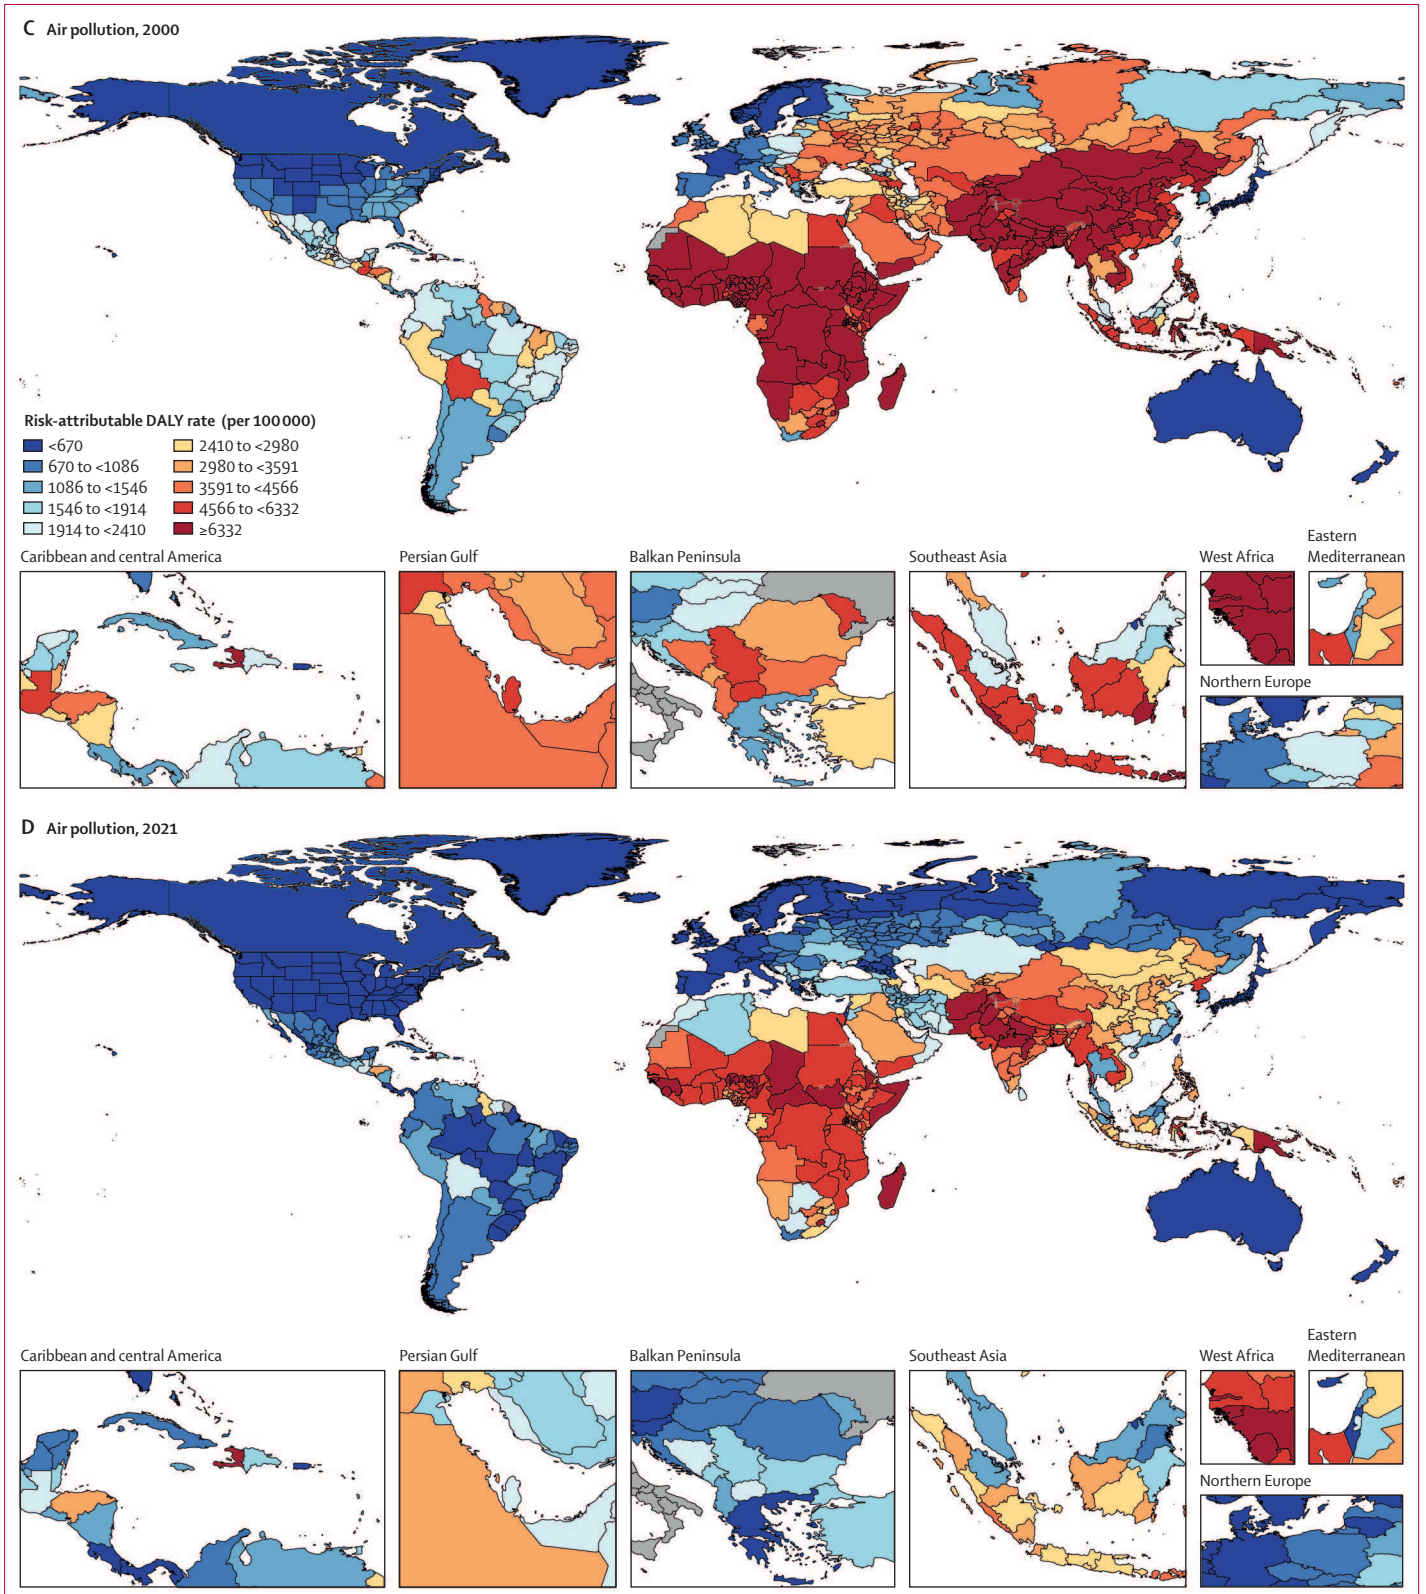 C Air pollution, 2000
Risk-attributable DALY rate (per 100 000)
<670
670 to <1086
1086 to <1546
1546 to <1914
1914 to <2410
2410 to <2980
2980 to <3591
3591 to <4566
4566 to <6332
≥6332
Caribbean and central America
Persian Gulf
Balkan Peninsula
Southeast Asia
West Africa
Eastern
Mediterranean
Northern Europe
D Air pollution, 2021
Caribbean and central America
Persian Gulf
Balkan Peninsula
Southeast Asia
West Africa
Eastern
Mediterranean
Northern Europe